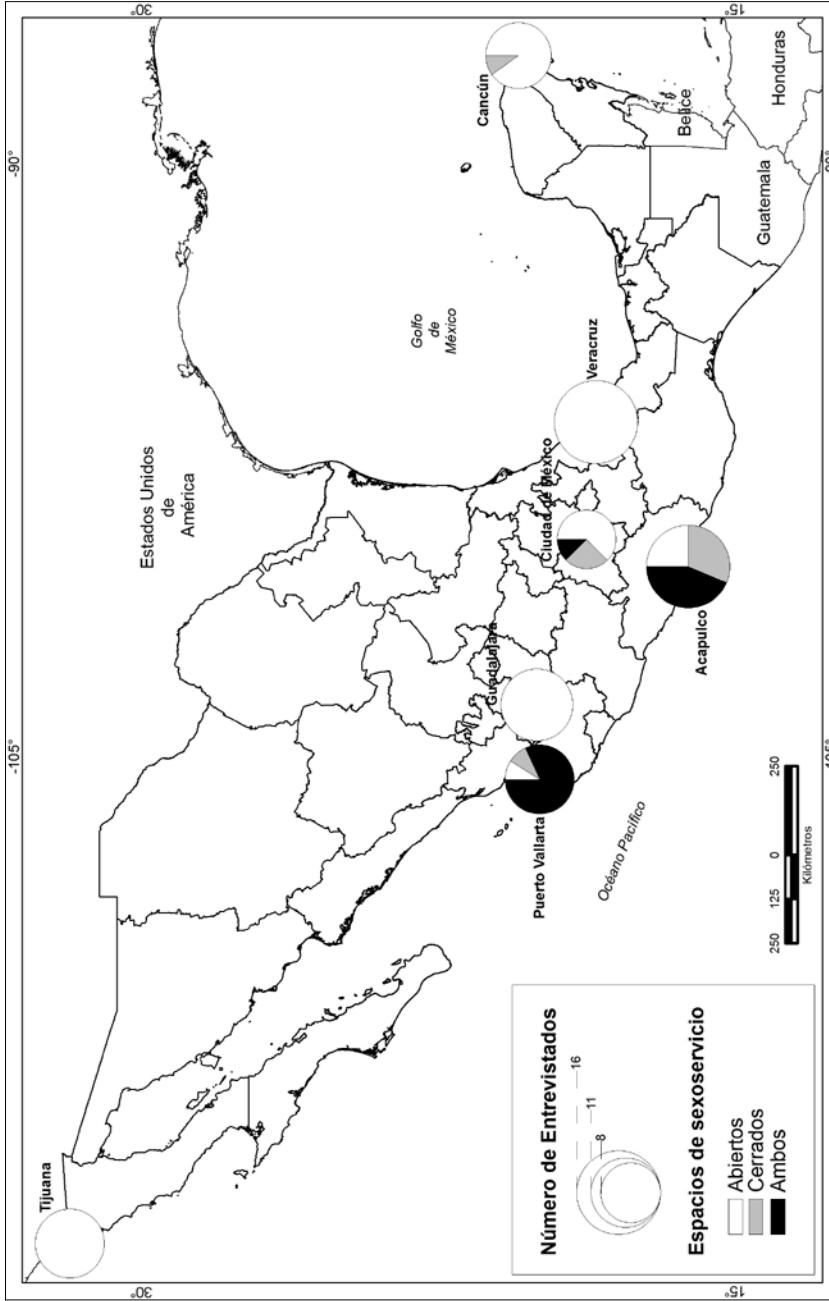 -105°
-90°
30°
30°
15°
15°
Tijuana
Estados Unidos
de
América
Golfo
de
México
Cancún
Belice
Honduras
Guatemala
Veracruz
Ciudad de México
Guadalajara
Puerto Vallarta
Acapulco
Océano Pacífico
Número de Entrevistados
16
11
8
Espacios de sexoservicio
Abiertos
Cerrados
Ambos
250 125 0 250
Kilómetros